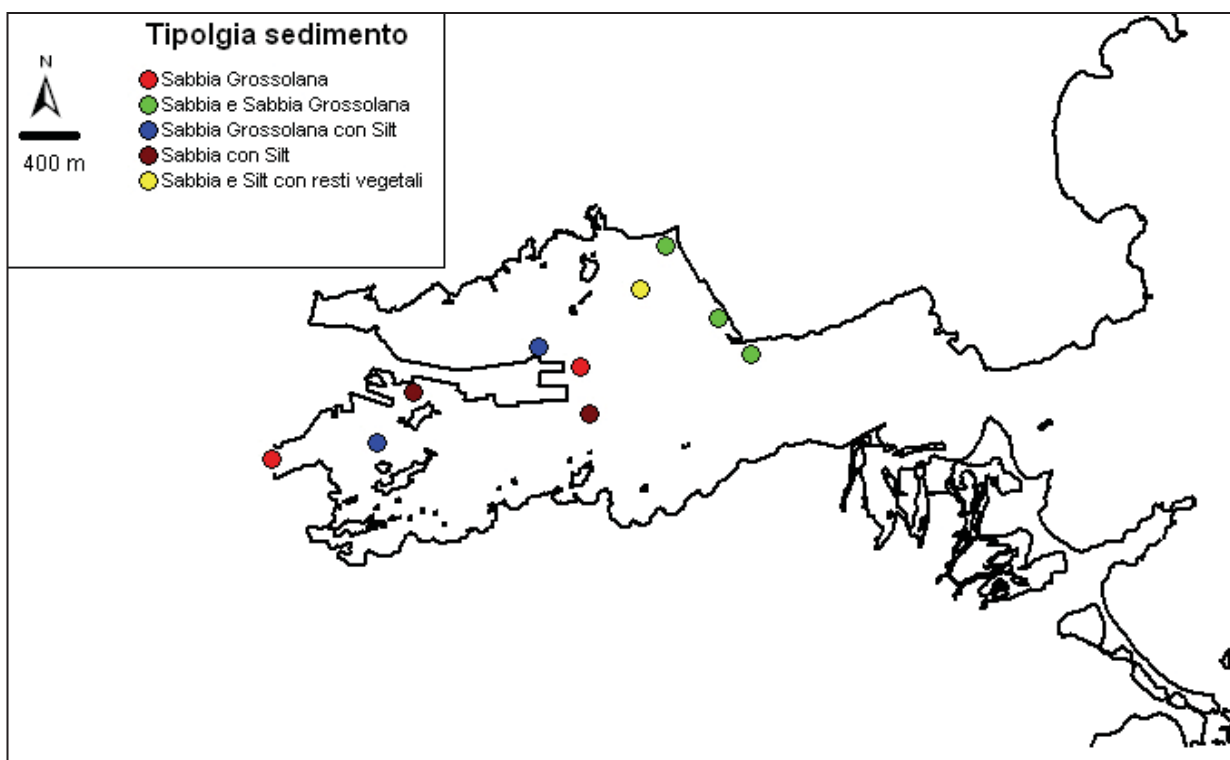 Tipolgia sedimento
N
400 m
Sabbia Grossolana
Sabbia e Sabbia Grossolana
Sabbia Grossolana con Silt
Sabbia con Silt
Sabbia e Silt con resti vegetali